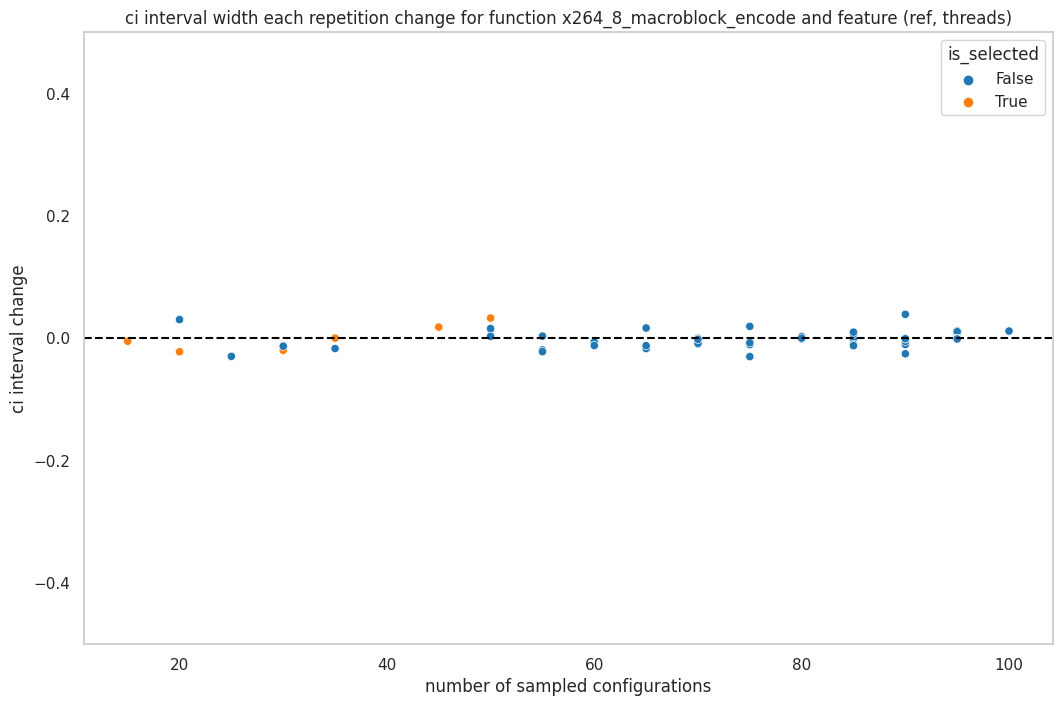 ci interval width each repetition change for function x264_8_macroblock_encode and feature (ref, threads)
is_selected
False
True
0.4
0.2
0.0
−0.2
−0.4
ci interval change
20
40
60
80
100
number of sampled configurations